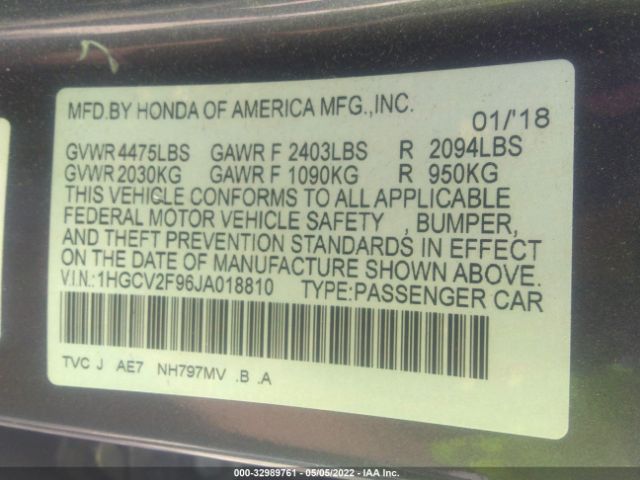 MFD.BY HONDA OF AMERICA MFG.,INC.
01/'18
GVWR 4475LBS GAWR F 2403LBS R 2094LBS
GVWR 2030KG GAWR F 1090KG R 950KG
THIS VEHICLE CONFORMS TO ALL APPLICABLE
FEDERAL MOTOR VEHICLE SAFETY , BUMPER,
AND THEFT PREVENTION STANDARDS IN EFFECT
ON THE DATE OF MANUFACTURE SHOWN ABOVE.
V.I.N.:1HGCV2F96JA018810 TYPE:PASSENGER CAR
TVC J AE7 NH797MV .B .A
000-32989761 - 05/05/2022 - IAA Inc.